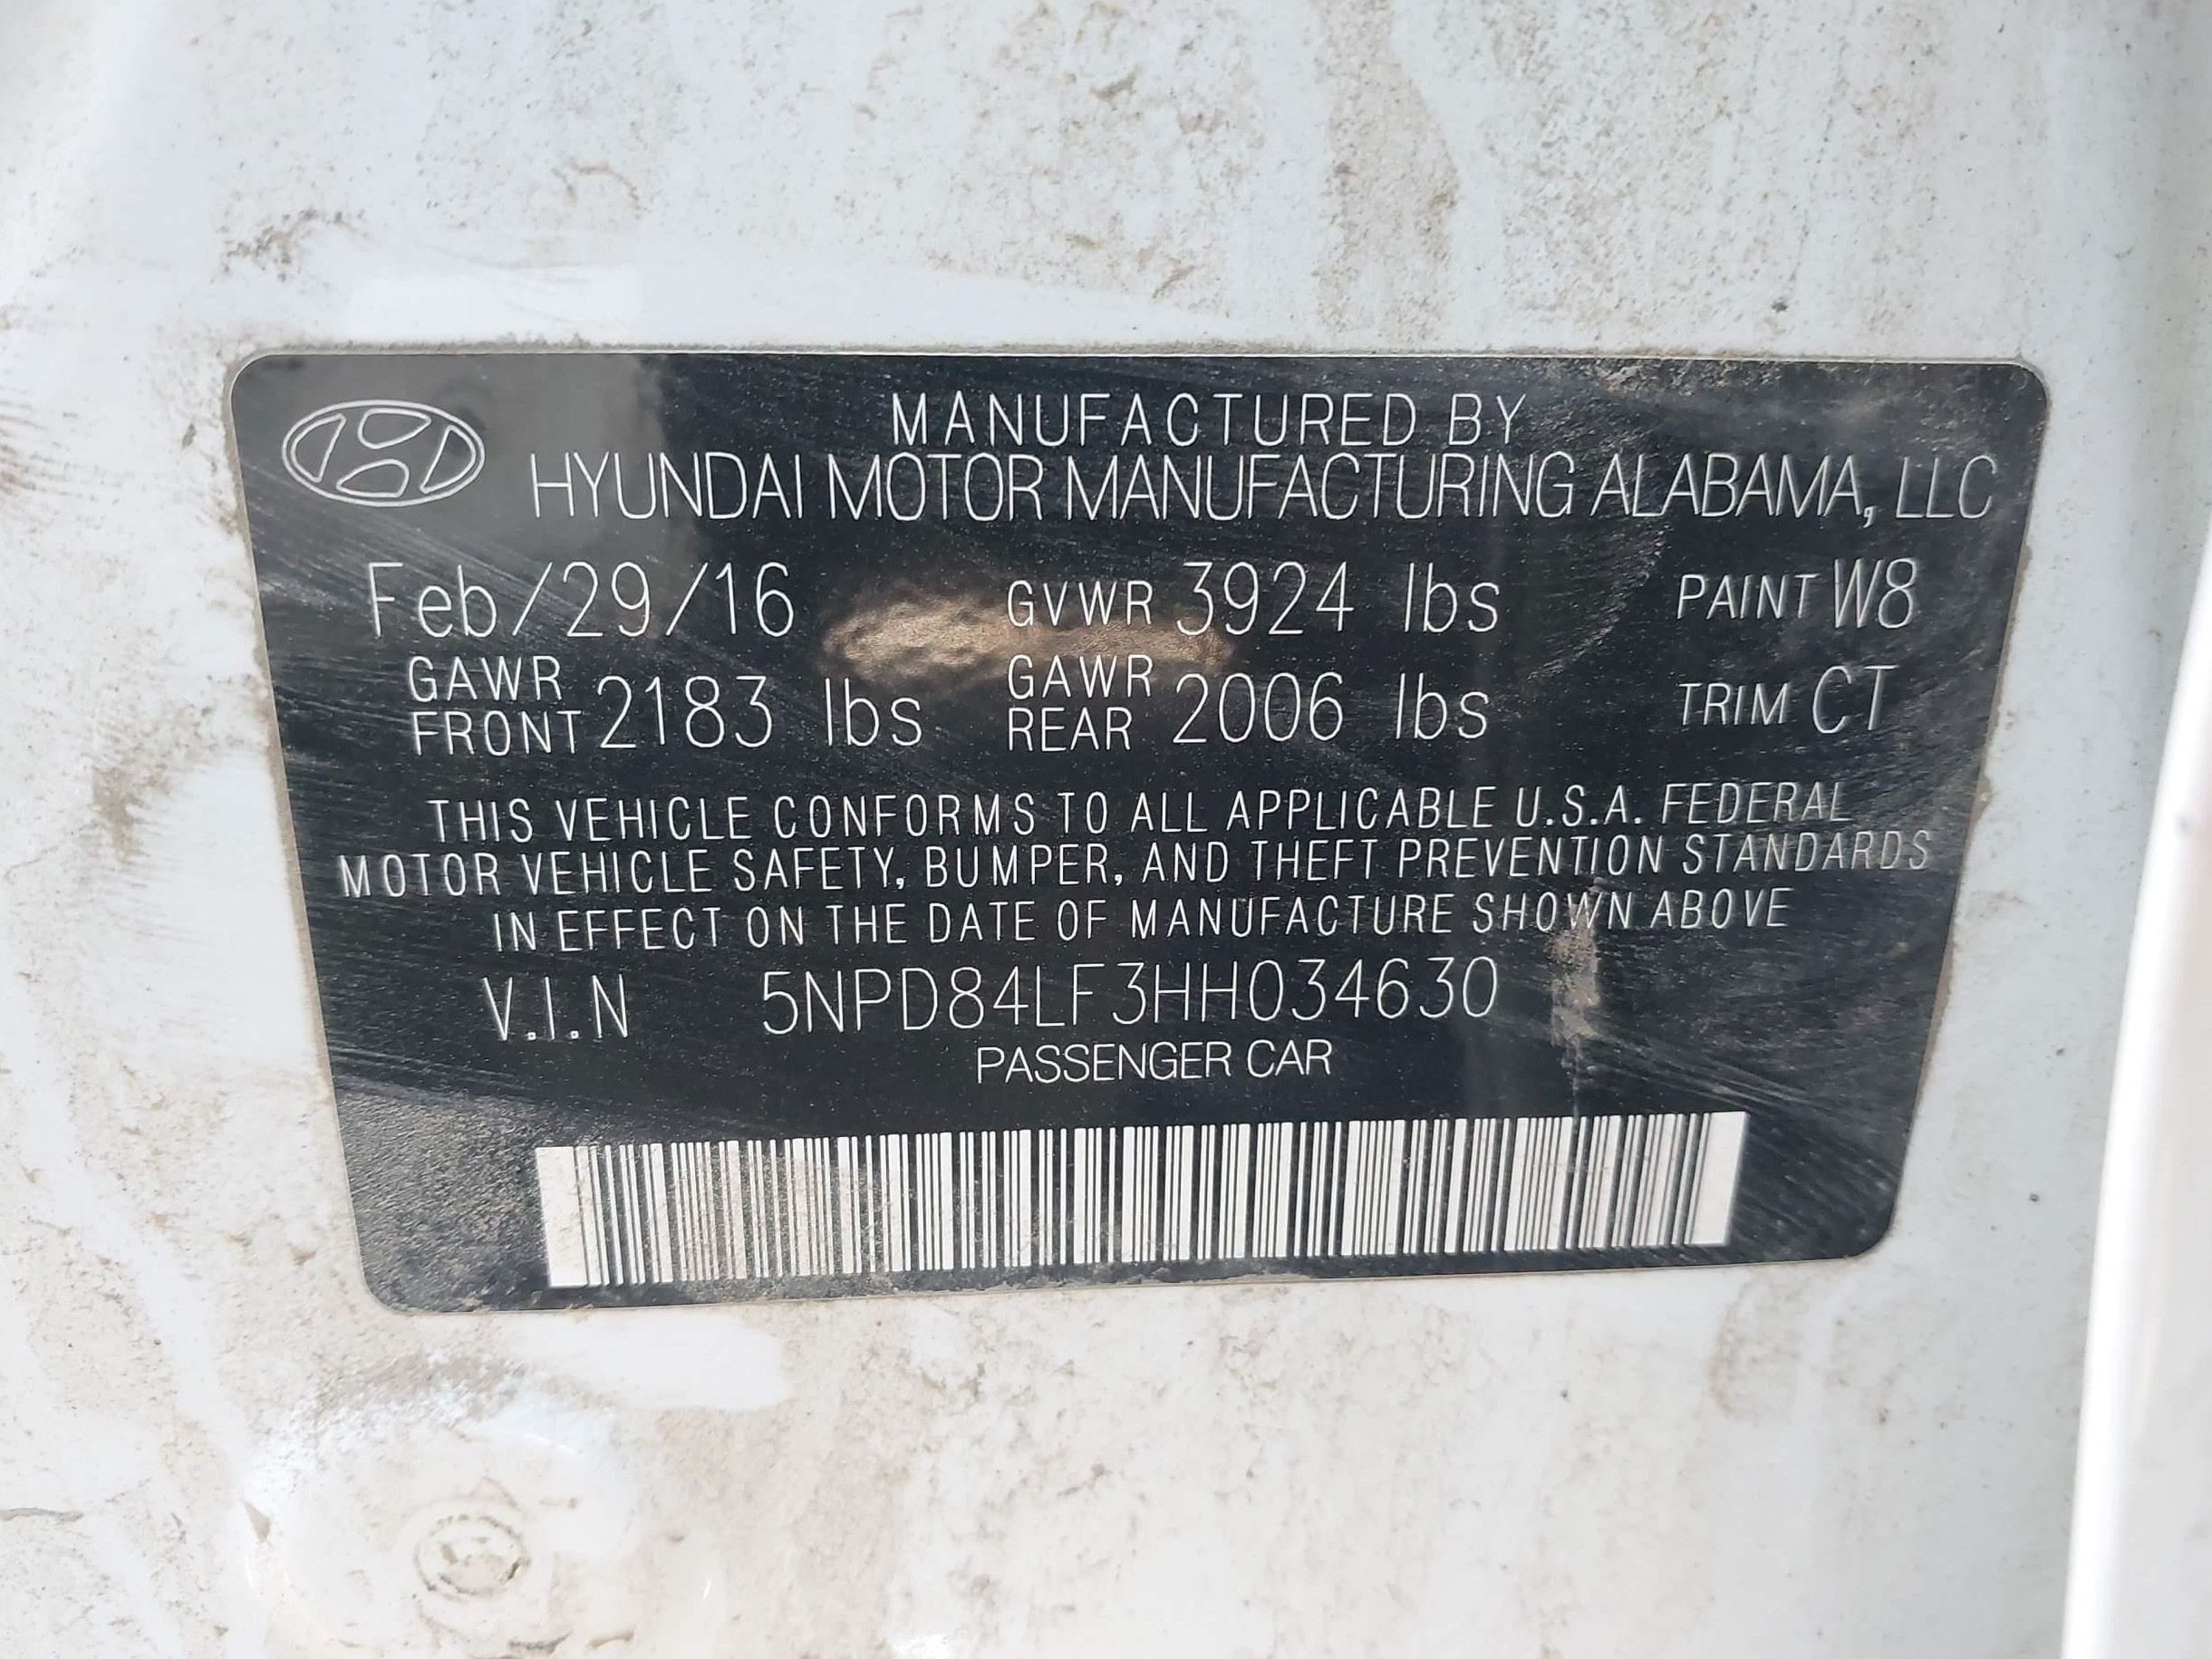 MANUFACTURED BY
HYUNDAI MOTOR MANUFACTURING ALABAMA, LLC
Feb/29/16 GVWR 3924 lbs PAINT W8
GAWR FRONT 2183 lbs GAWR REAR 2006 lbs TRIM CT
THIS VEHICLE CONFORMS TO ALL APPLICABLE U.S.A. FEDERAL
MOTOR VEHICLE SAFETY, BUMPER, AND THEFT PREVENTION STANDARDS
IN EFFECT ON THE DATE OF MANUFACTURE SHOWN ABOVE
V.I.N 5NPD84LF3HH034630
PASSENGER CAR